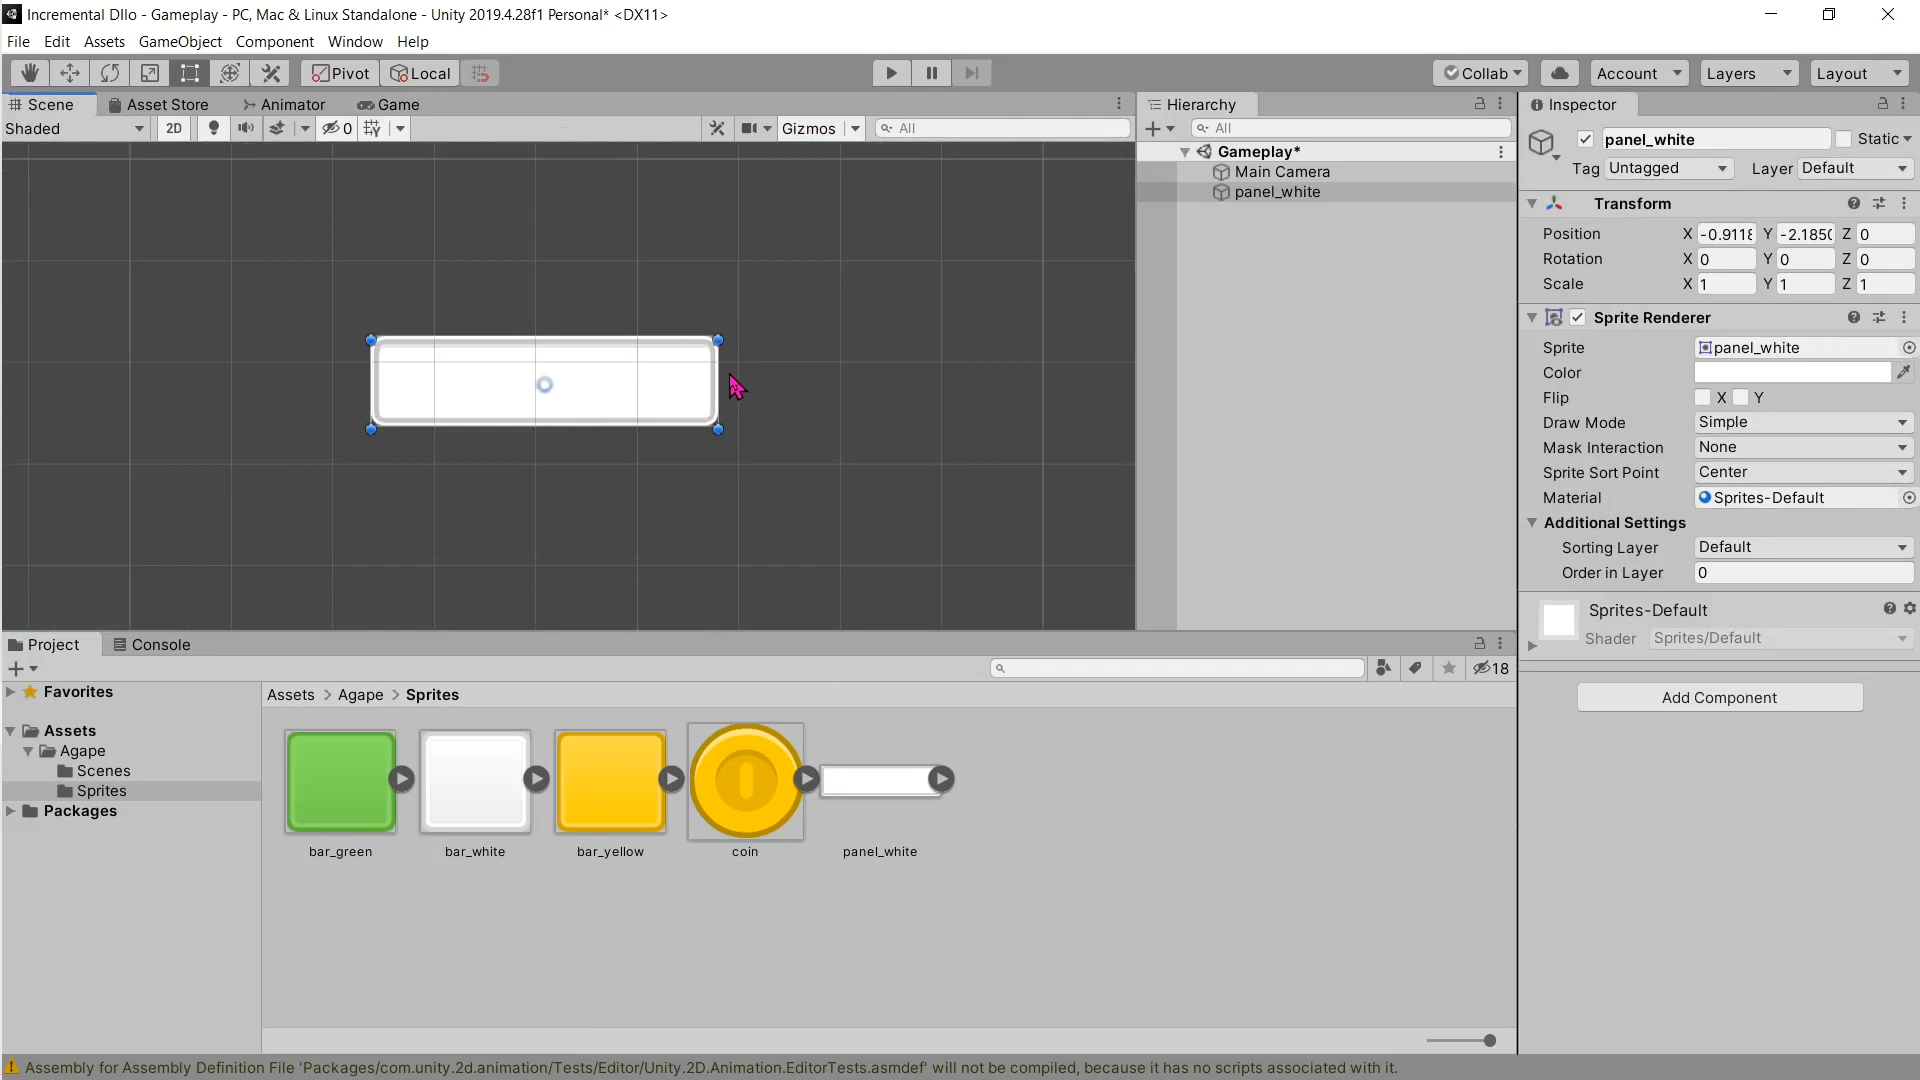 Incremental DIlo - Gameplay - PC, Mac & Linux Standalone - Unity 2019.4.28f1 Personal* <DX11>
File Edit Assets GameObject Component Window Help
Pivot Local Collab Account Layers Layout
Scene Asset Store Animator Game
Shaded 2D 0 Gizmos All
Hierarchy
All
Gameplay*
Main Camera
panel_white
Inspector
panel_white Static
Tag Untagged Layer Default
Transform
Position X -0.9118 Y -2.1850 Z 0
Rotation X 0 Y 0 Z 0
Scale X 1 Y 1 Z 1
Sprite Renderer
Sprite panel_white
Color
Flip X Y
Draw Mode Simple
Mask Interaction None
Sprite Sort Point Center
Material Sprites-Default
Additional Settings
Sorting Layer Default
Order in Layer 0
Sprites-Default
Shader Sprites/Default
Add Component
Project Console
18
Favorites
Assets
Agape
Scenes
Sprites
Packages
Assets > Agape > Sprites
bar_green bar_white bar_yellow coin panel_white
Assembly for Assembly Definition File 'Packages/com.unity.2d.animation/Tests/Editor/Unity.2D.Animation.EditorTests.asmdef' will not be compiled, because it has no scripts associated with it.